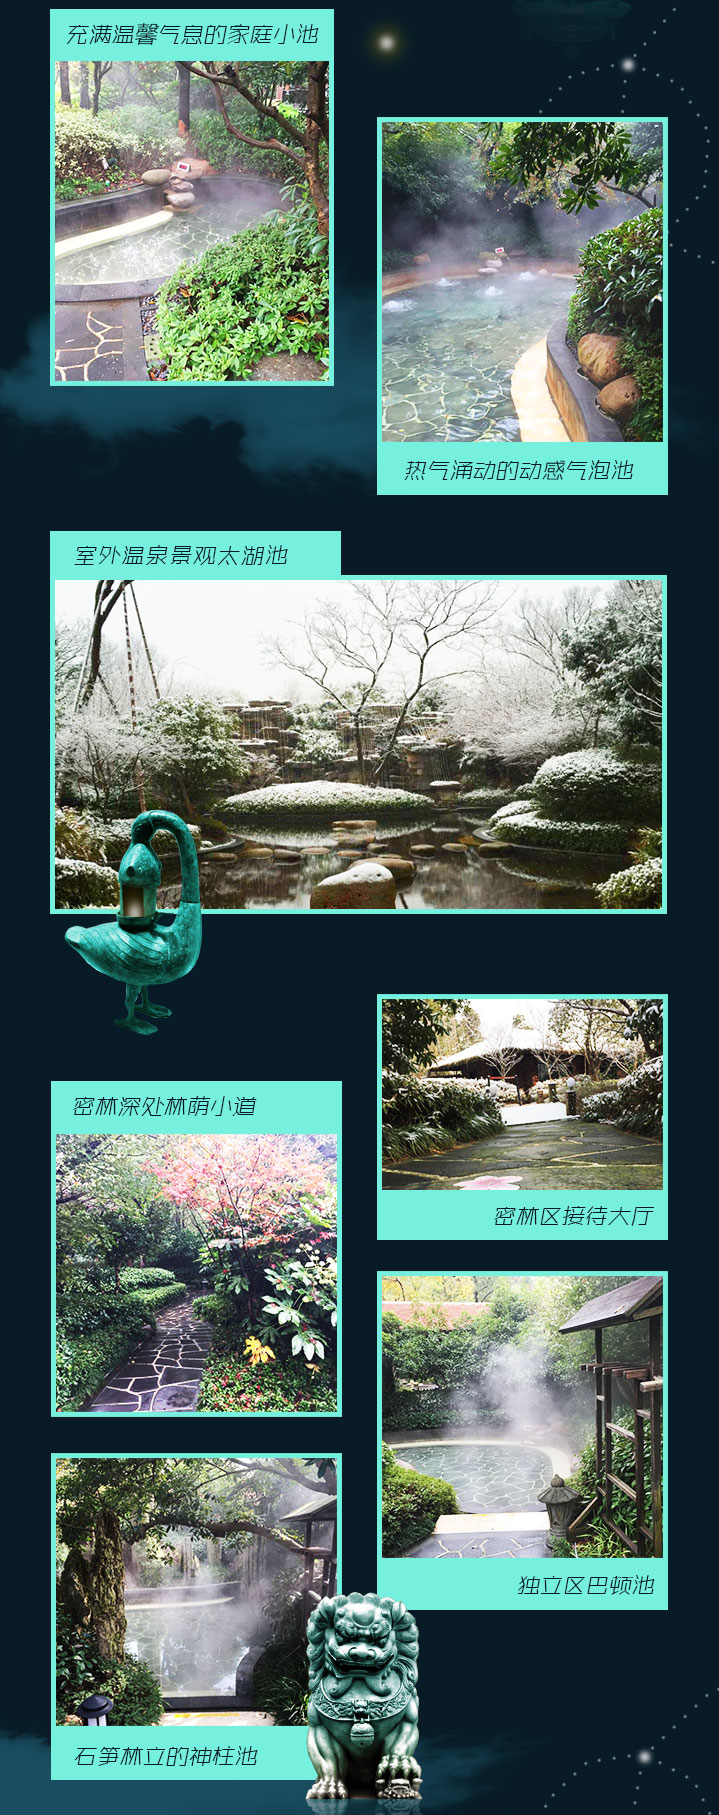 充满温馨气息的家庭小池
热气涌动的动感气泡池
室外温泉景观太湖池
密林深处林荫小道
密林区接待大厅
独立区巴顿池
石笋林立的神柱池